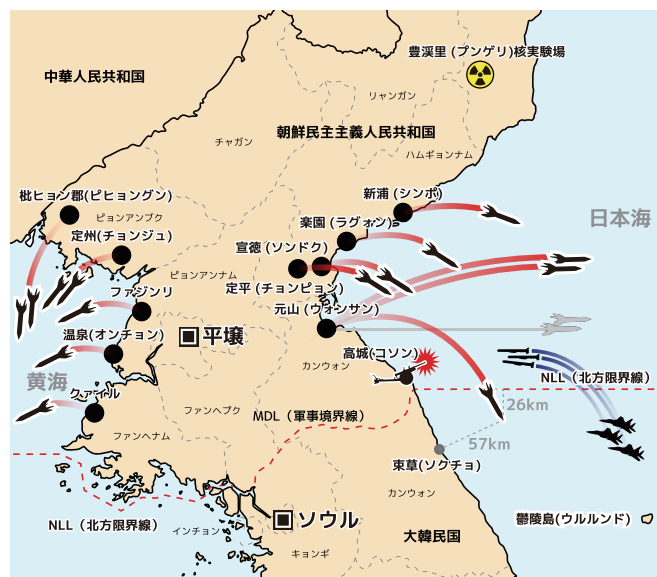 豊渓里 (プンゲリ)核実験場
中華人民共和国
リャンガン
朝鮮民主主義人民共和国
チャガン
ハムギョンナム
枇ヒョン郡(ピヒョングン)
新浦 (シンポ)
ピョンアンブク
日本海
楽園 (ラグォン)
定州(チョンジュ)
宣徳 (ソンドク)
ピョンアンナム
定平 (チョンピョン)
ファジンリ
元山 (ウォンサン)
温泉(オンチョン)
平壌
高城(コソン)
カンウォン
黄海
NLL（北方限界線）
クァイル
26km
ファンヘブク
MDL（軍事境界線）
ファンヘナム
57km
束草(ソクチョ)
カンウォン
NLL（北方限界線）
インチョン
ソウル
鬱陵島(ウルルンド)
大韓民国
キョンギ